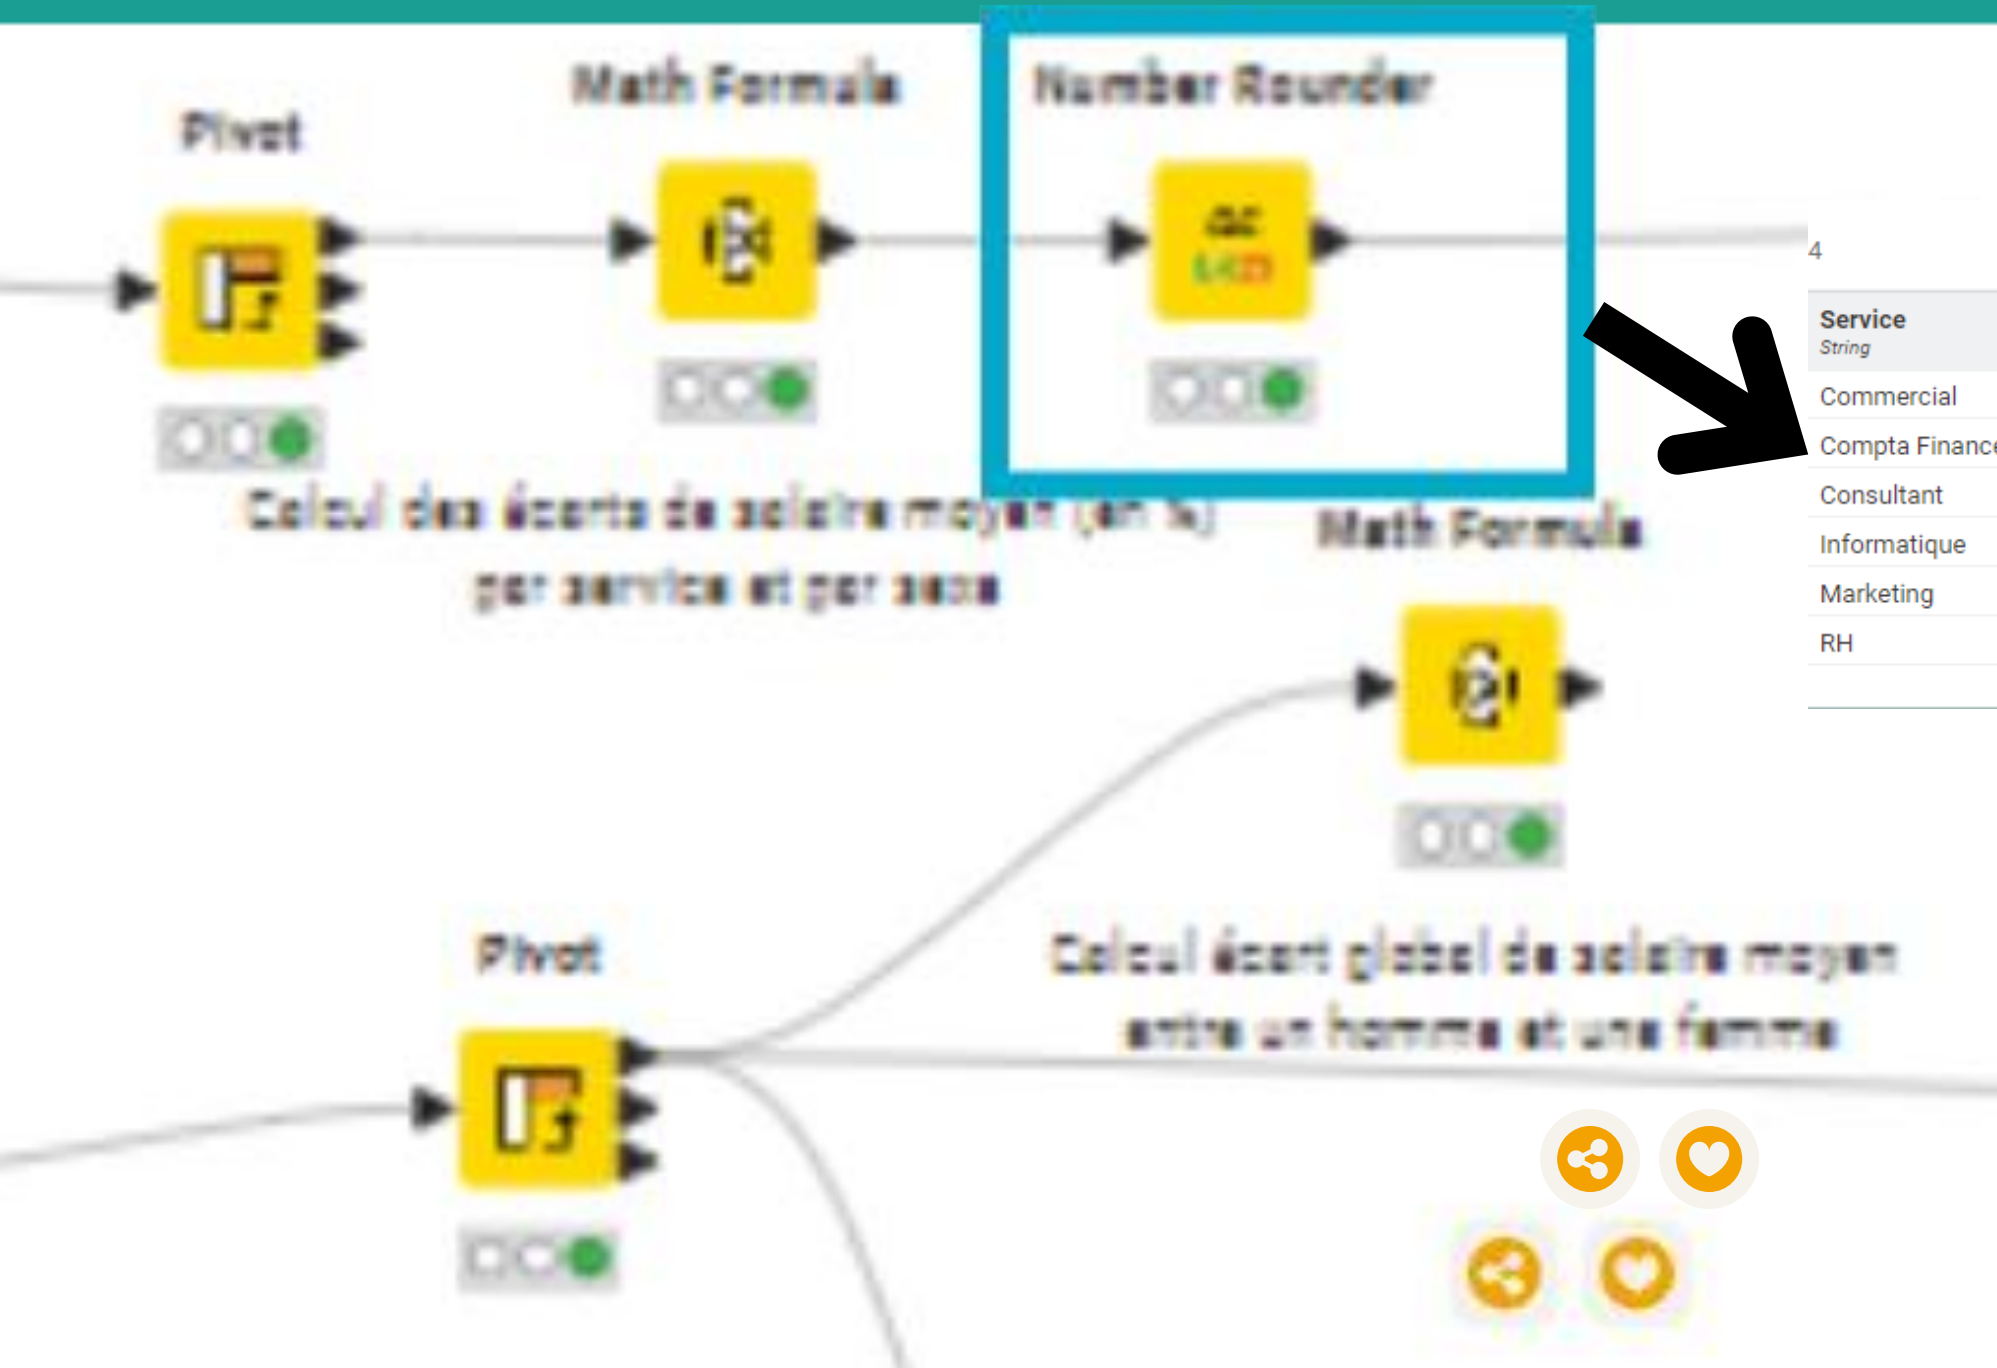 Math Formula
Number Rounder
Pivot
4
Service
String
Commercial
Compta Finance
Consultant
Informatique
Marketing
RH
Calcul des écarts de salaire moyen (en %)
par service et par sexe
Math Formula
Pivot
Calcul écart global de salaire moyen
entre un homme et une femme